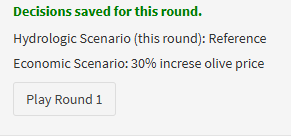 Decisions saved for this round.
Hydrologic Scenario (this round): Reference
Economic Scenario: 30% increse olive price
Play Round 1